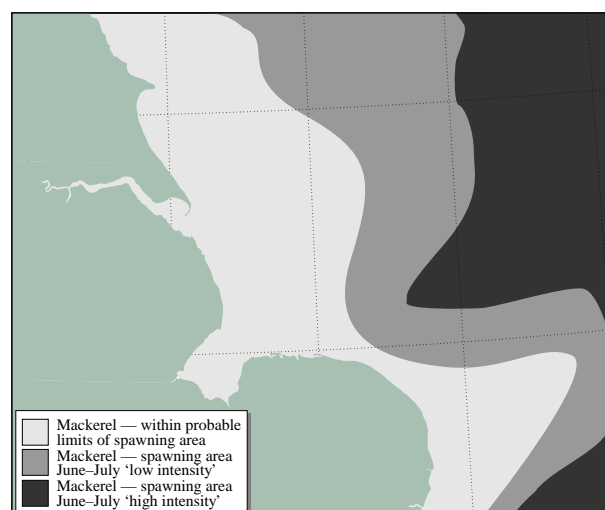 Mackerel — within probable
limits of spawning area
Mackerel — spawning area
June–July ‘low intensity’
Mackerel — spawning area
June–July ‘high intensity’